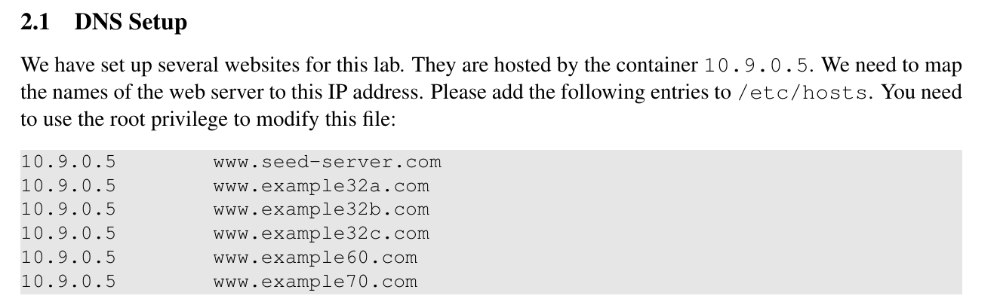 2.1 DNS Setup
We have set up several websites for this lab. They are hosted by the container 10.9.0.5. We need to map
the names of the web server to this IP address. Please add the following entries to /etc/hosts. You need
to use the root privilege to modify this file:
10.9.0.5 www.seed-server.com
10.9.0.5 www.example32a.com
10.9.0.5 www.example32b.com
10.9.0.5 www.example32c.com
10.9.0.5 www.example60.com
10.9.0.5 www.example70.com